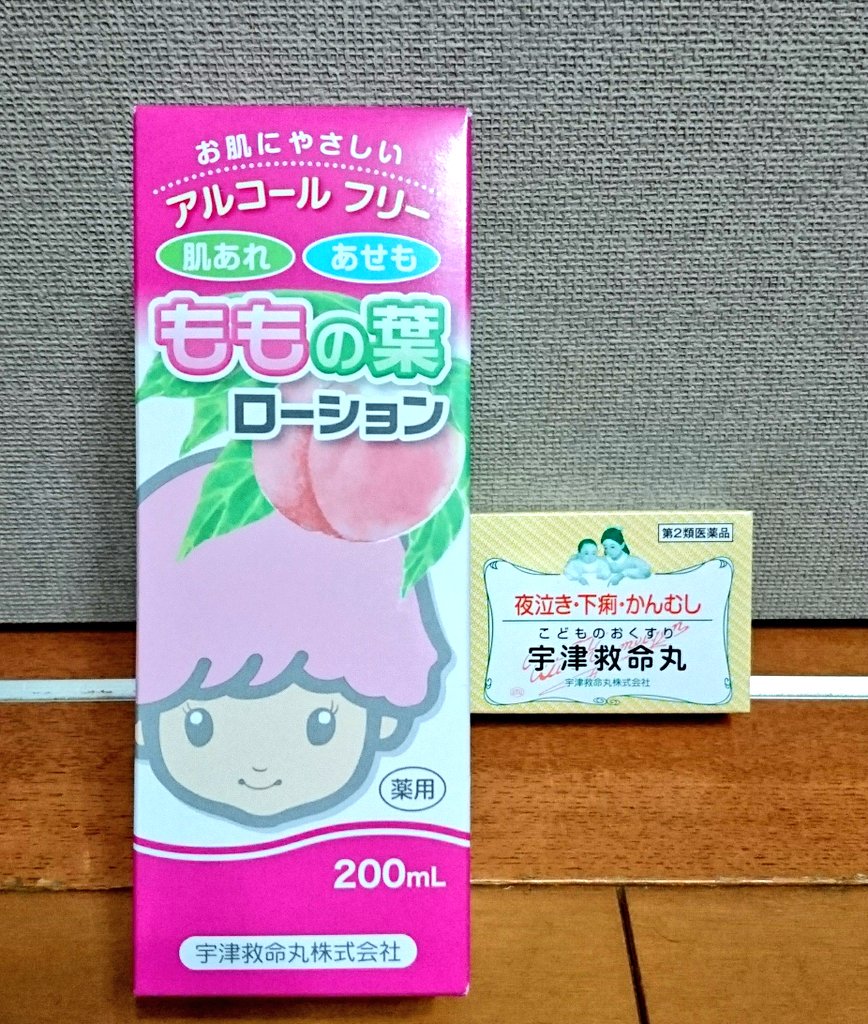 お肌にやさしい
アルコール フリー
肌あれ
あせも
ももの葉
ローション
薬用
200mL
宇津救命丸株式会社
第2類医薬品
夜泣き・下痢・かんむし
こどものおくすり
宇津救命丸
宇津救命丸株式会社